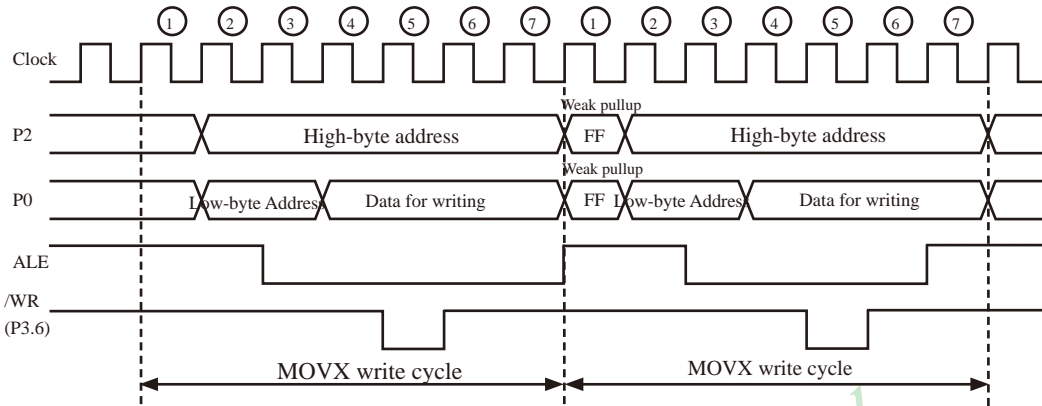 1 2 3 4 5 6 7 1 2 3 4 5 6 7
Clock
Weak pullup
P2 High-byte address FF High-byte address
Weak pullup
P0 Low-byte Address Data for writing FF Low-byte Address Data for writing
ALE
/WR
(P3.6)
MOVX write cycle MOVX write cycle